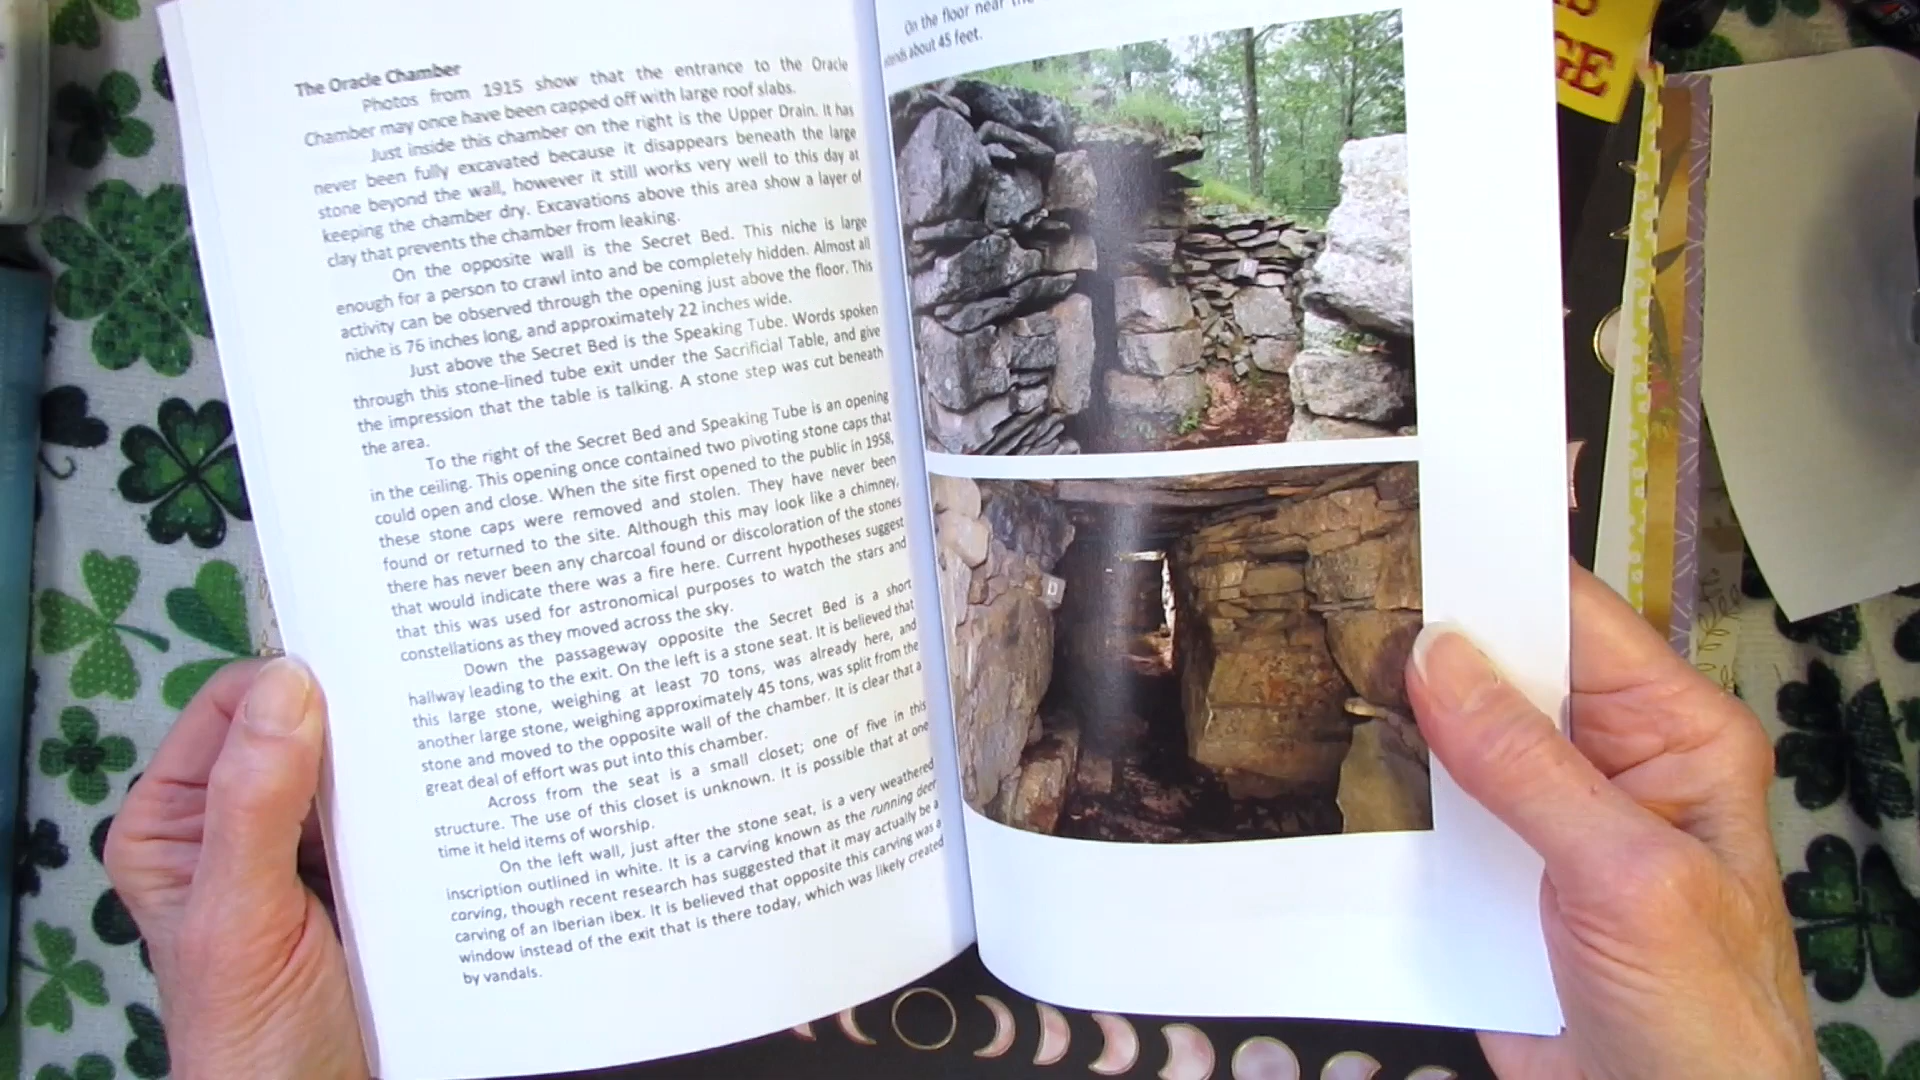 The Oracle Chamber
Photos from 1915 show that the entrance to the Oracle
Chamber may once have been capped off with large roof slabs.
Just inside this chamber on the right is the Upper Drain. It has
never been fully excavated because it disappears beneath the large
stone beyond the wall, however it still works very well to this day at
keeping the chamber dry. Excavations above this area show a layer of
clay that prevents the chamber from leaking.
On the opposite wall is the Secret Bed. This niche is large
enough for a person to crawl into and be completely hidden. Almost all
activity can be observed through the opening just above the floor. This
niche is 76 inches long, and approximately 22 inches wide.
Just above the Secret Bed is the Speaking Tube. Words spoken
through this stone-lined tube exit under the Sacrificial Table, and give
the impression that the table is talking. A stone step was cut beneath
the area.
To the right of the Secret Bed and Speaking Tube is an opening
in the ceiling. This opening once contained two pivoting stone caps that
could open and close. When the site first opened to the public in 1958,
these stone caps were removed and stolen. They have never been
found or returned to the site. Although this may look like a chimney,
there has never been any charcoal found or discoloration of the stones
that would indicate there was a fire here. Current hypotheses suggest
that this was used for astronomical purposes to watch the stars and
constellations as they moved across the sky.
Down the passageway opposite the Secret Bed is a short
hallway leading to the exit. On the left is a stone seat. It is believed that
this large stone, weighing at least 70 tons, was already here, and
another large stone, weighing approximately 45 tons, was split from the
stone and moved to the opposite wall of the chamber. It is clear that a
great deal of effort was put into this chamber.
Across from the seat is a small closet; one of five in this
structure. The use of this closet is unknown. It is possible that at one
time it held items of worship.
On the left wall, just after the stone seat, is a very weathered
inscription outlined in white. It is a carving known as the running deer
carving, though recent research has suggested that it may actually be a
carving of an Iberian ibex. It is believed that opposite this carving was a
window instead of the exit that is there today, which was likely created
by vandals.
On the floor near the
about 45 feet.
D